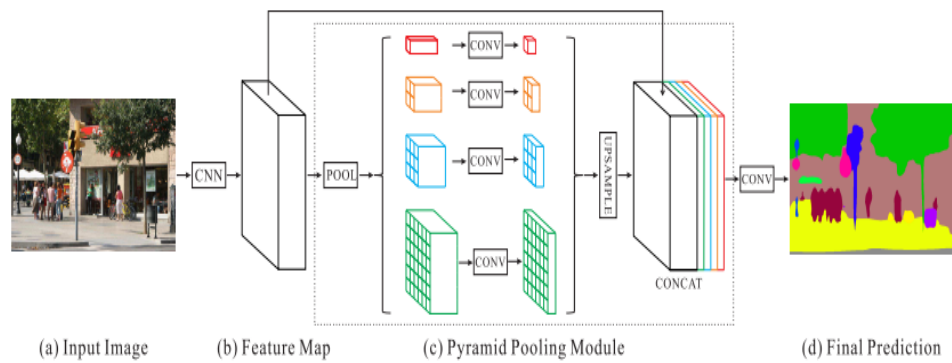 CNN
POOL
CONV
CONV
CONV
CONV
UPSAMPLE
CONCAT
CONV
(a) Input Image
(b) Feature Map
(c) Pyramid Pooling Module
(d) Final Prediction